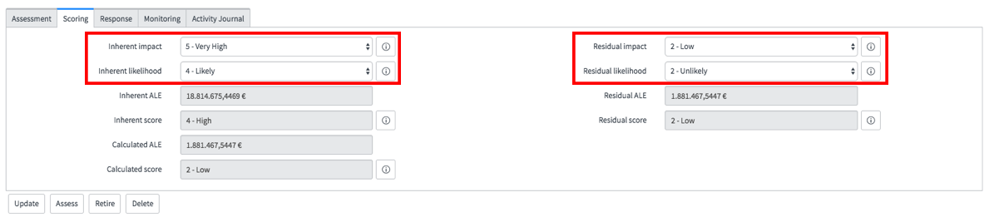 Assessment Scoring Response Monitoring Activity Journal
Inherent impact 5 - Very High Residual impact 2 - Low
Inherent likelihood 4 - Likely Residual likelihood 2 - Unlikely
Inherent ALE 18.814.675,4469 € Residual ALE 1.881.467,5447 €
Inherent score 4 - High Residual score 2 - Low
Calculated ALE 1.881.467,5447 €
Calculated score 2 - Low
Update Assess Retire Delete